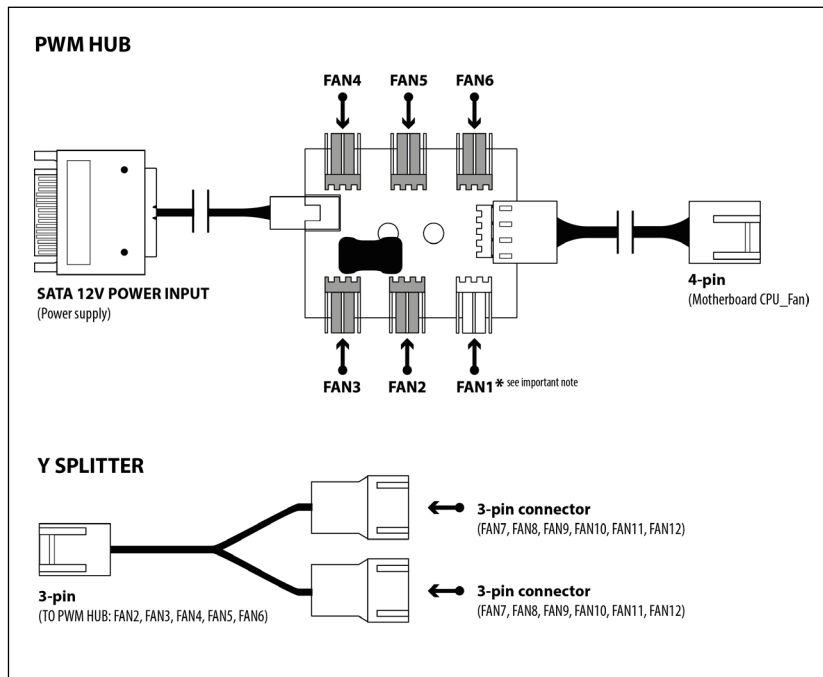 PWM HUB
FAN4
FAN5
FAN6
SATA 12V POWER INPUT
(Power supply)
4-pin
(Motherboard CPU_Fan)
FAN3
FAN2
FAN1* see important note
Y SPLITTER
3-pin connector
(FAN7, FAN8, FAN9, FAN10, FAN11, FAN12)
3-pin
(TO PWM HUB: FAN2, FAN3, FAN4, FAN5, FAN6)
3-pin connector
(FAN7, FAN8, FAN9, FAN10, FAN11, FAN12)